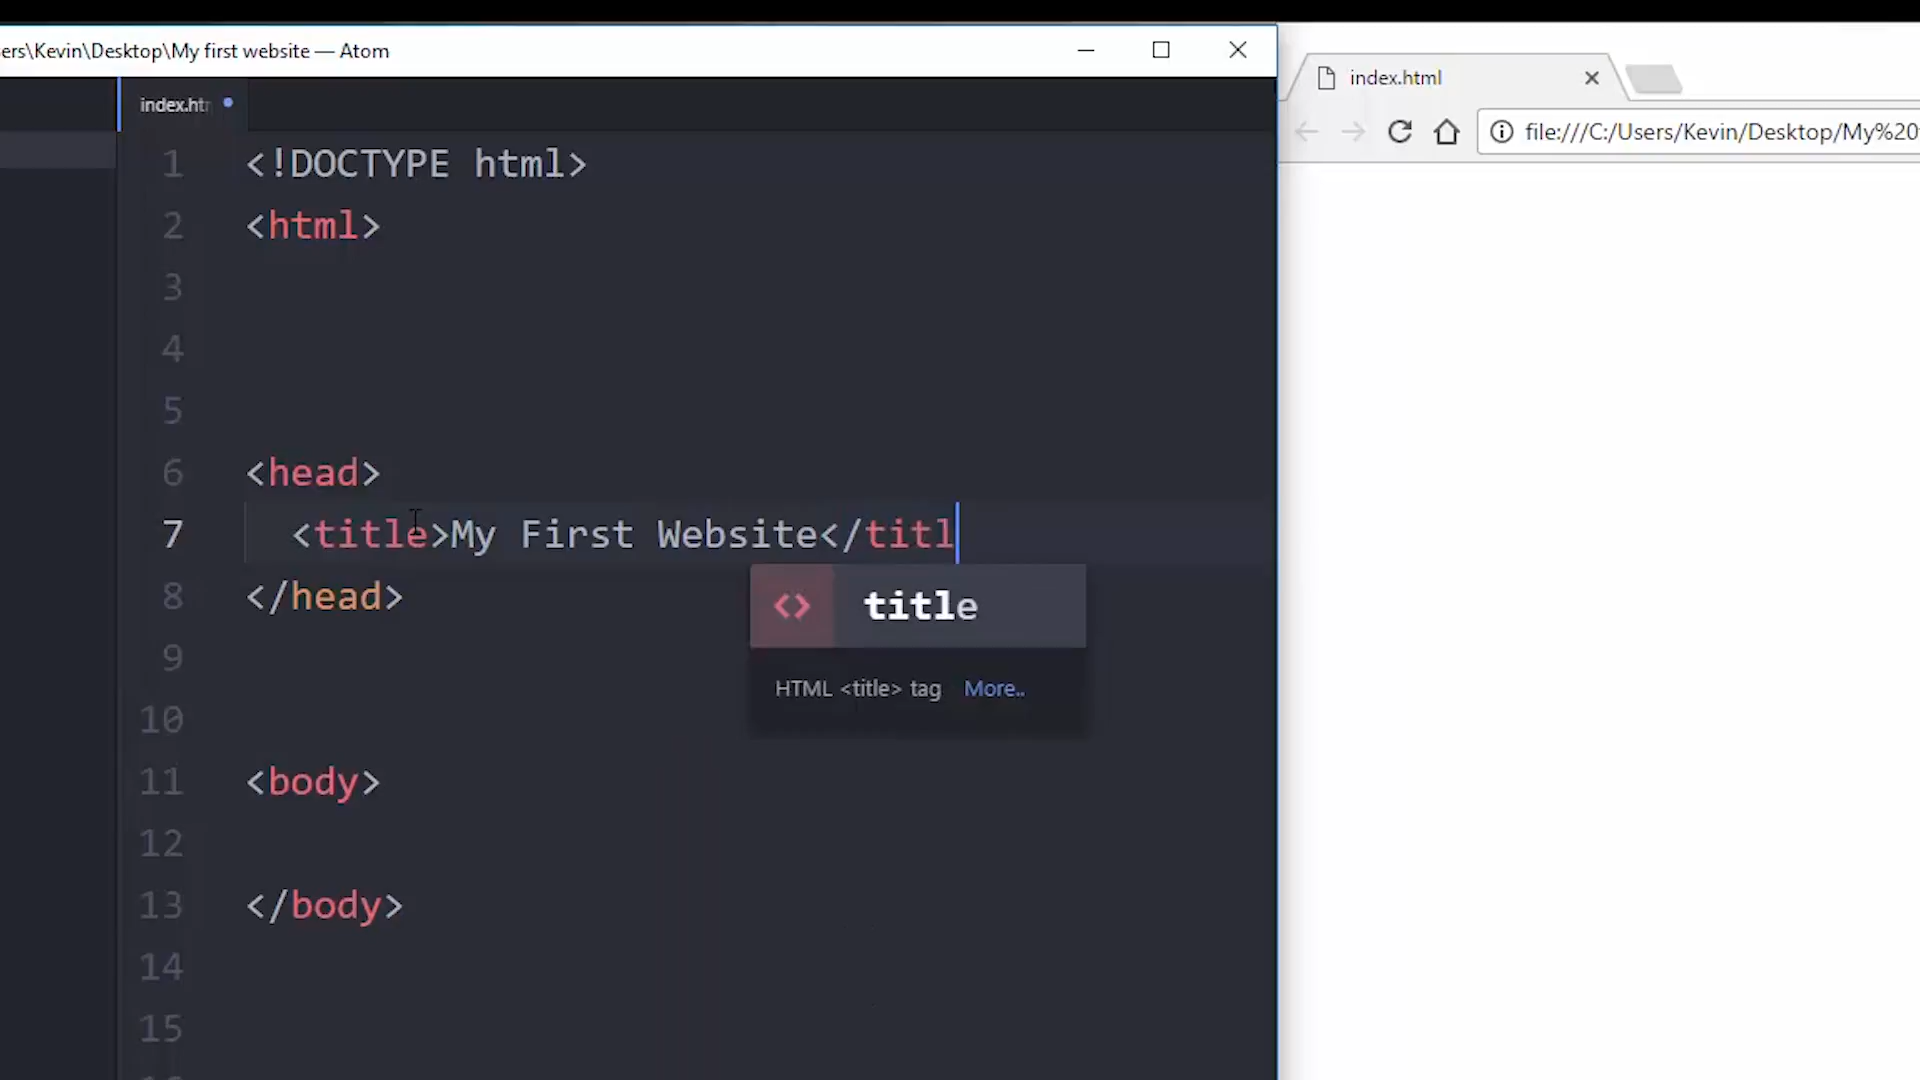 ers\Kevin\Desktop\My first website — Atom
index.html
index.ht
file:///C:/Users/Kevin/Desktop/My%20
1 <!DOCTYPE html>
2 <html>
3
4
5
6 <head>
7 <title>My First Website</titl
8 </head>
<> title
HTML <title> tag More..
9
10
11 <body>
12
13 </body>
14
15